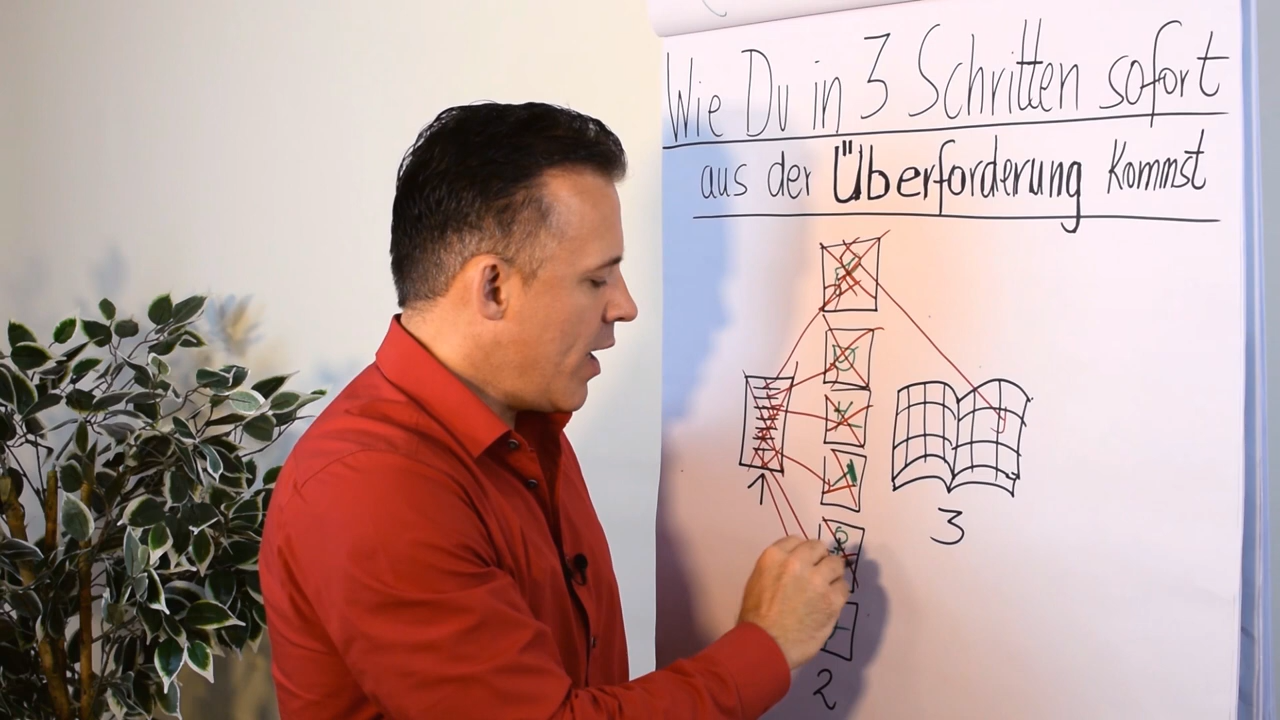 Wie Du in 3 Schritten sofort
aus der Überforderung kommst
3
2